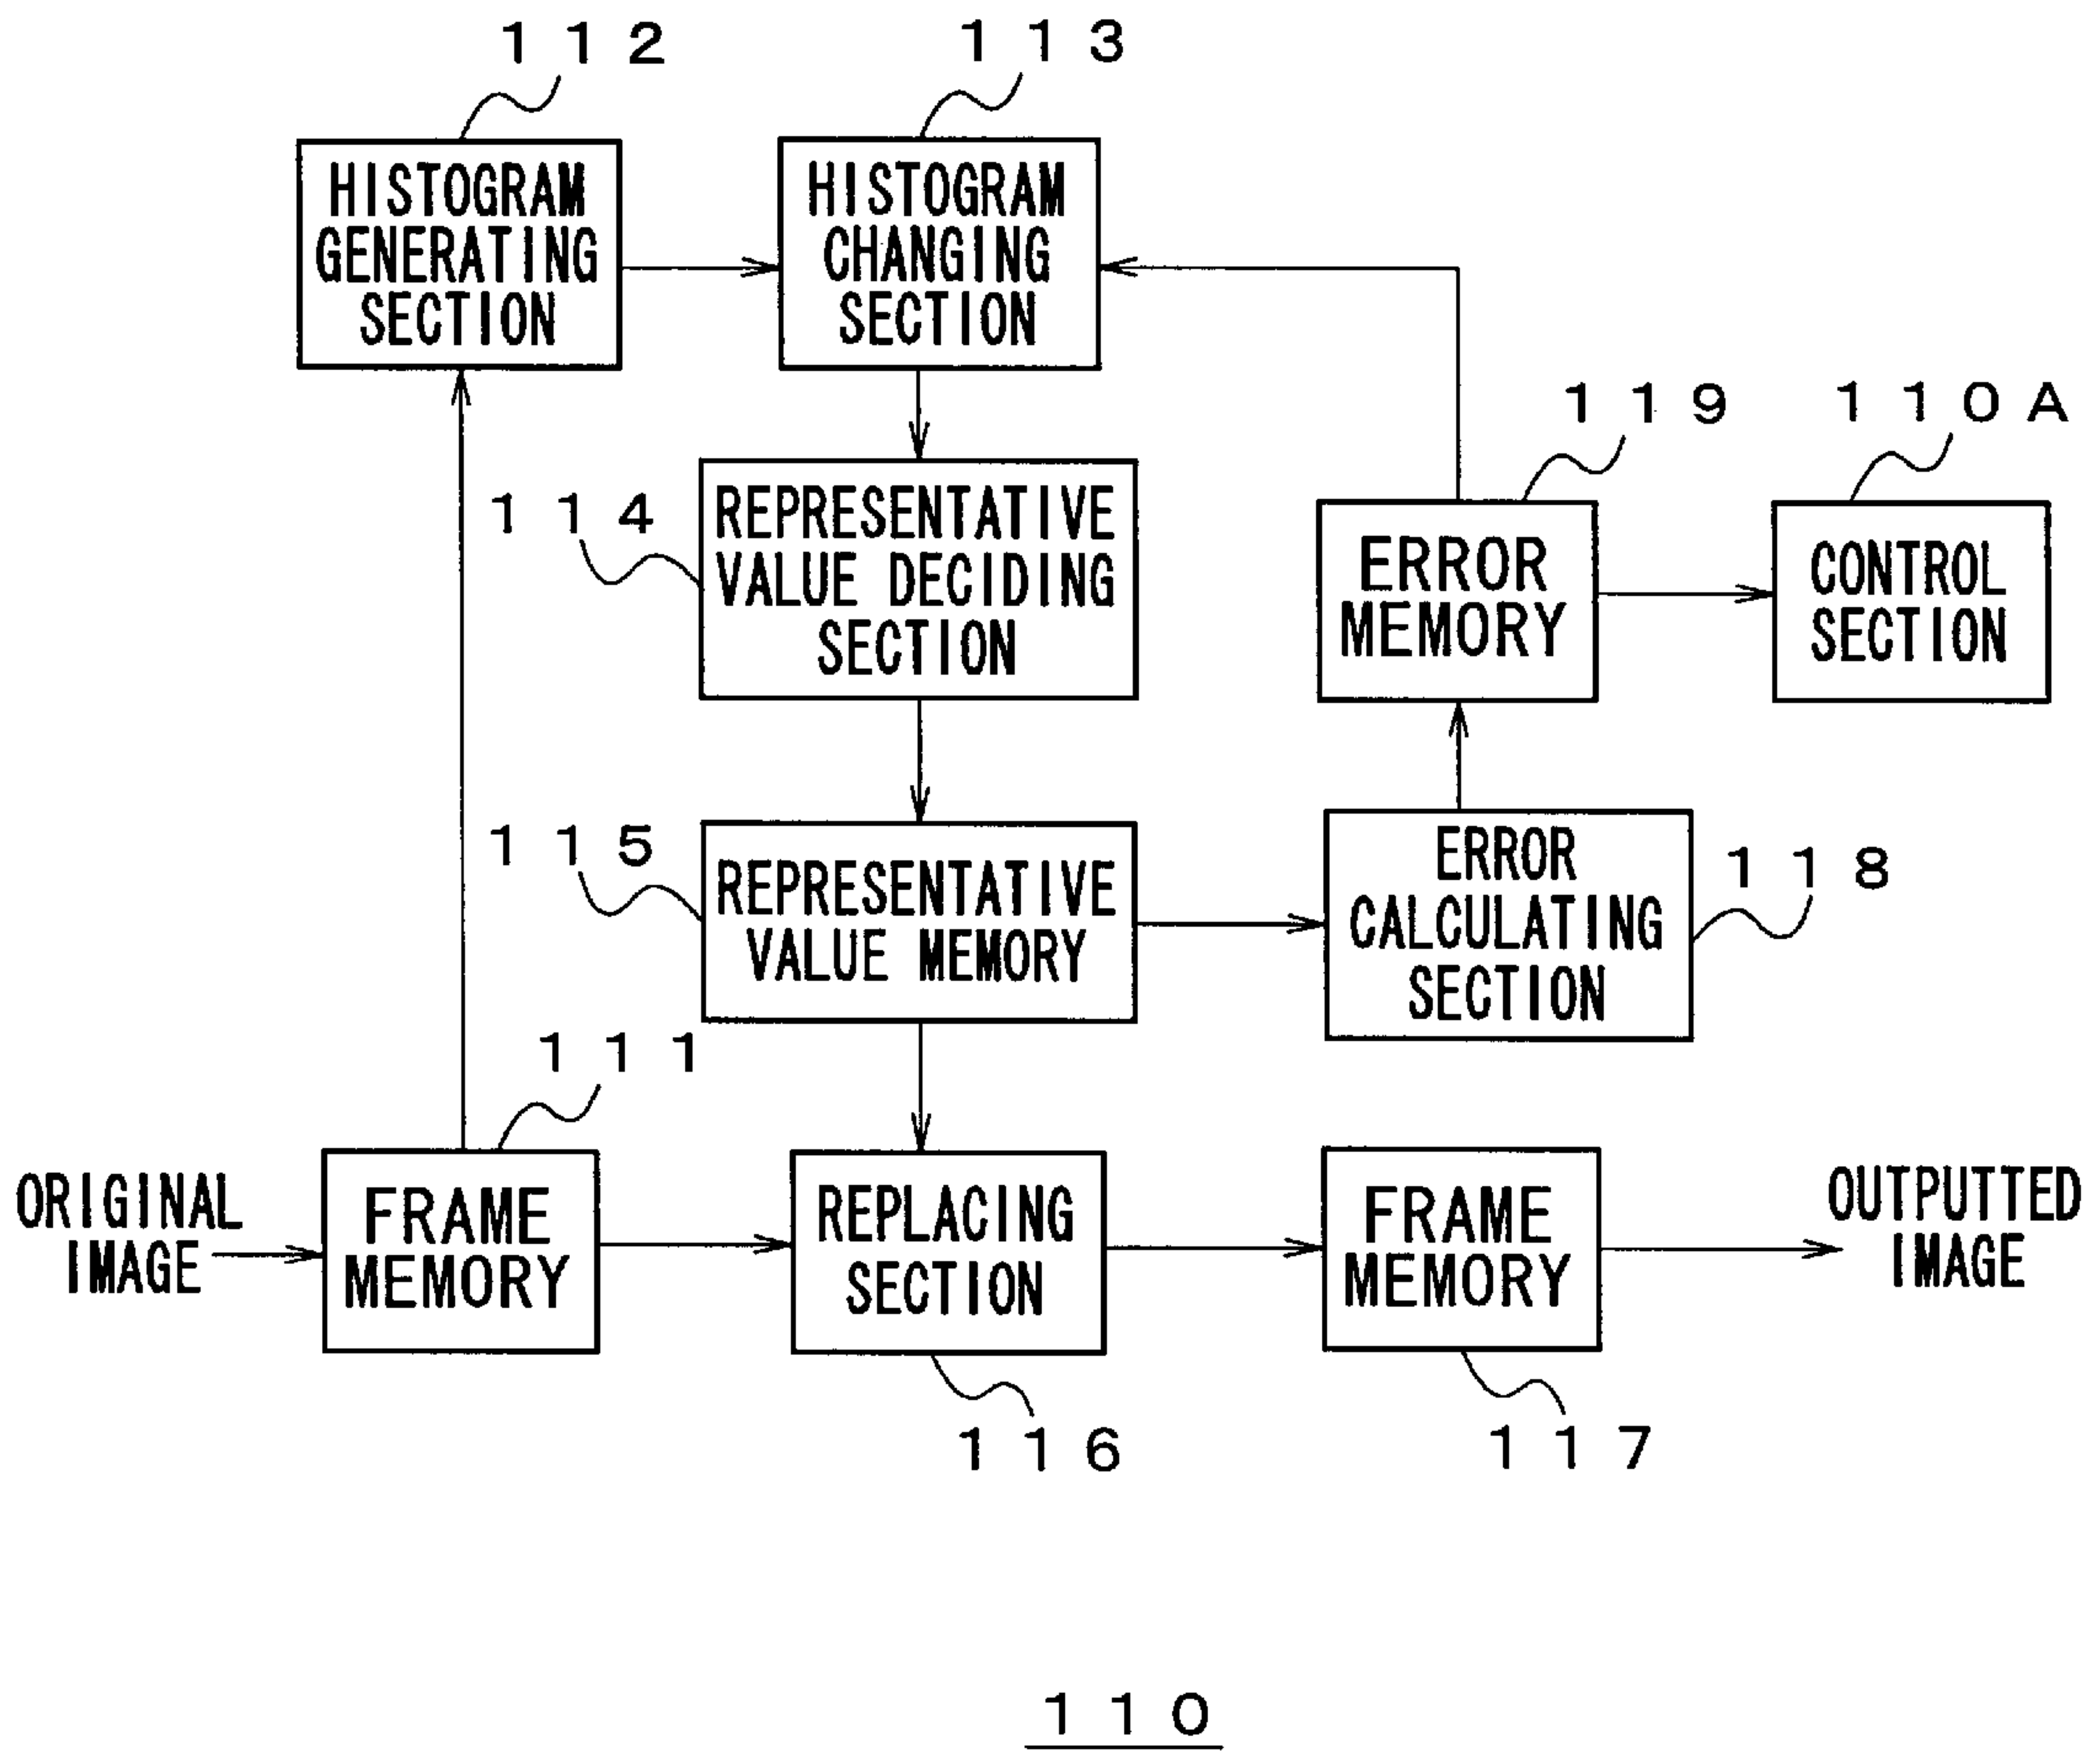 112
113
HISTOGRAM
GENERATING
SECTION
HISTOGRAM
CHANGING
SECTION
119
110A
114
REPRESENTATIVE
VALUE DECIDING
SECTION
ERROR
MEMORY
CONTROL
SECTION
115
REPRESENTATIVE
VALUE MEMORY
ERROR
CALCULATING
SECTION
118
111
ORIGINAL
IMAGE
FRAME
MEMORY
REPLACING
SECTION
FRAME
MEMORY
OUTPUTTED
IMAGE
116
117
110